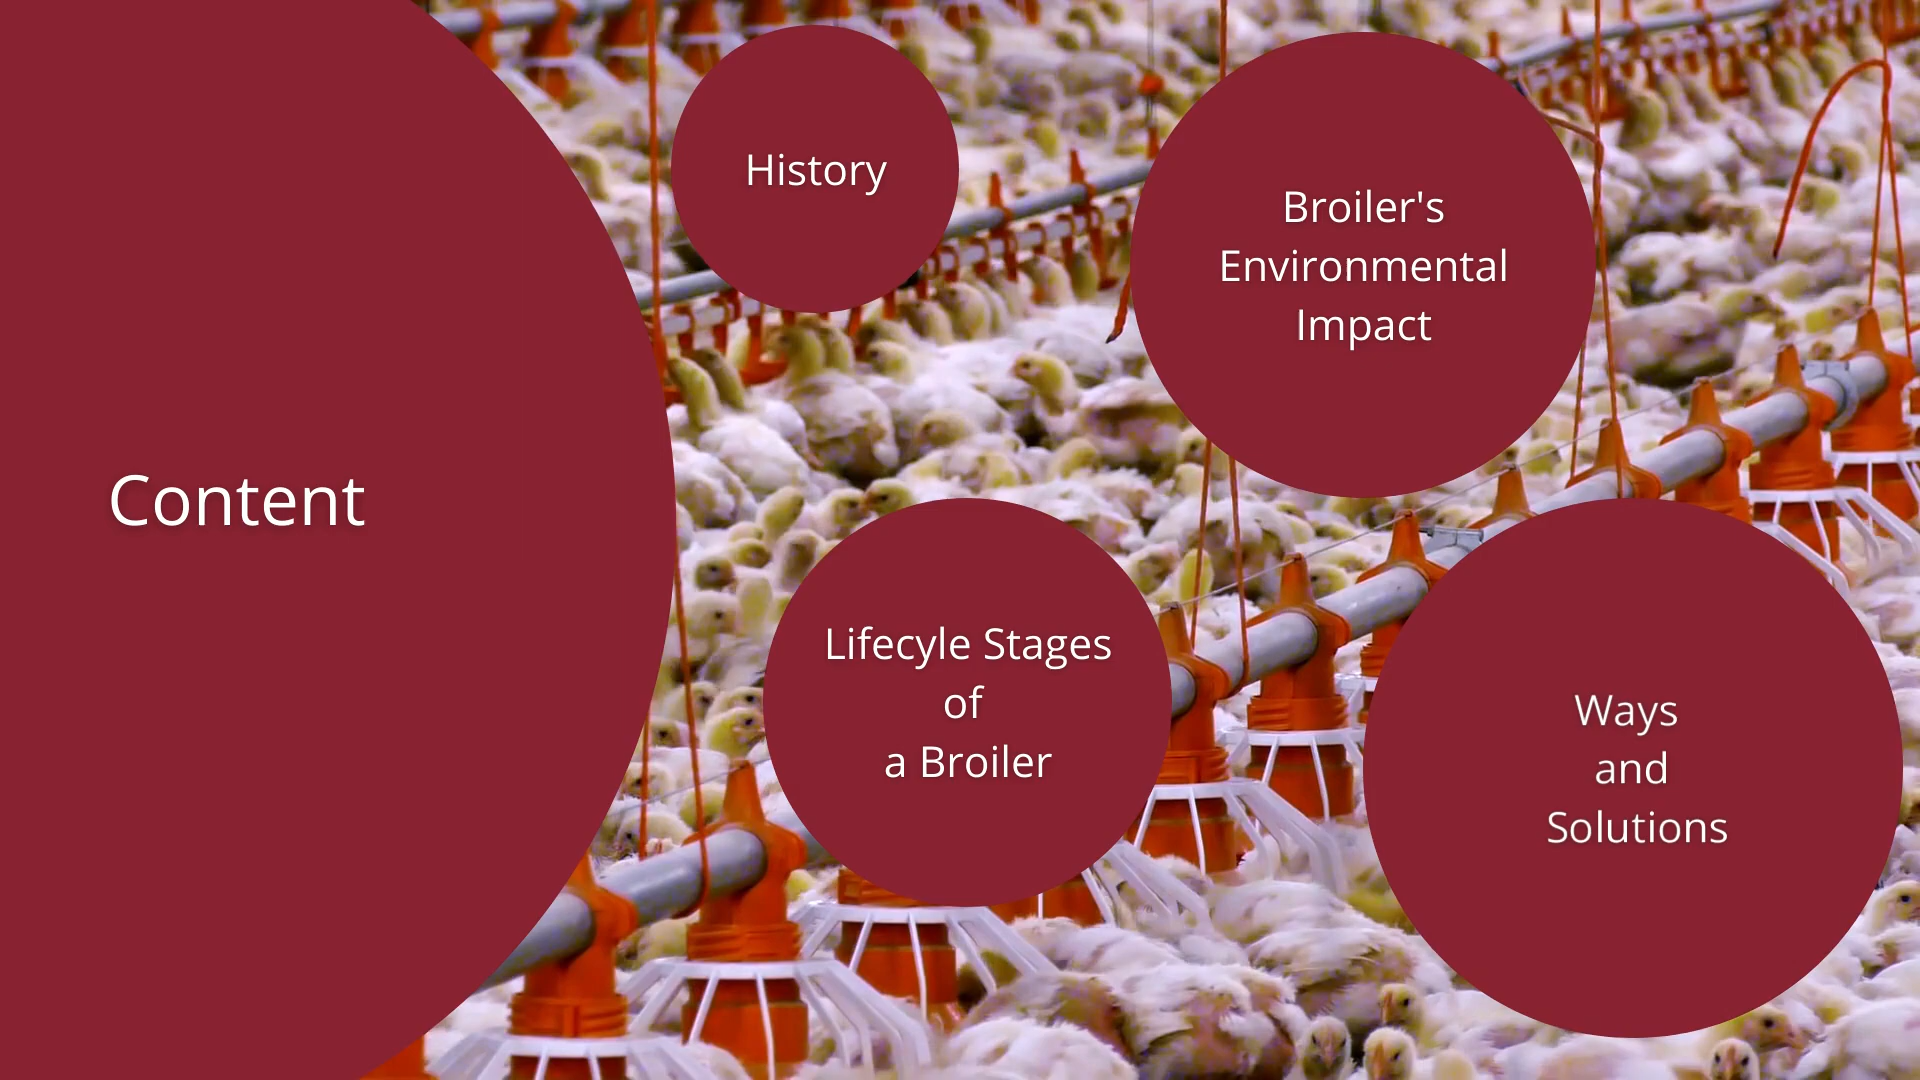 Content
History
Broiler's
Environmental
Impact
Lifecyle Stages
of
a Broiler
Ways
and
Solutions